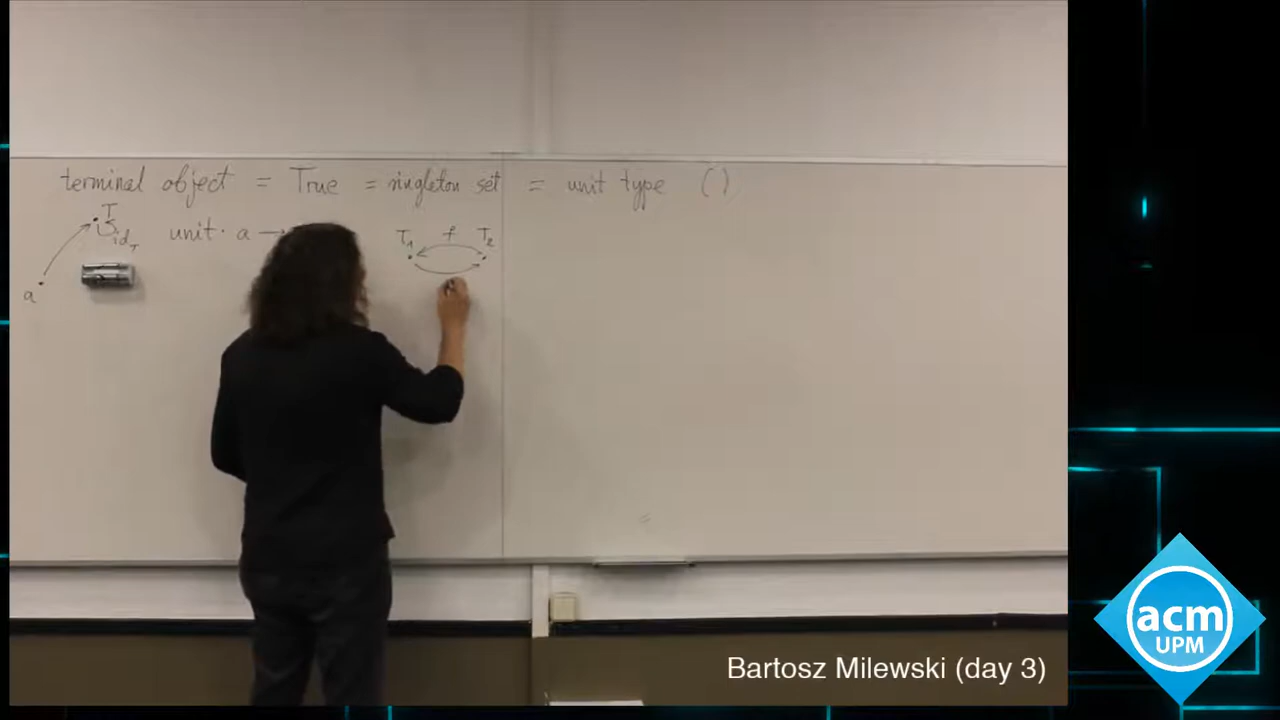 terminal object = True = singleton set = unit type ()
T
id_T
unit : a →
T_1 f T_2
a
acm
UPM
Bartosz Milewski (day 3)